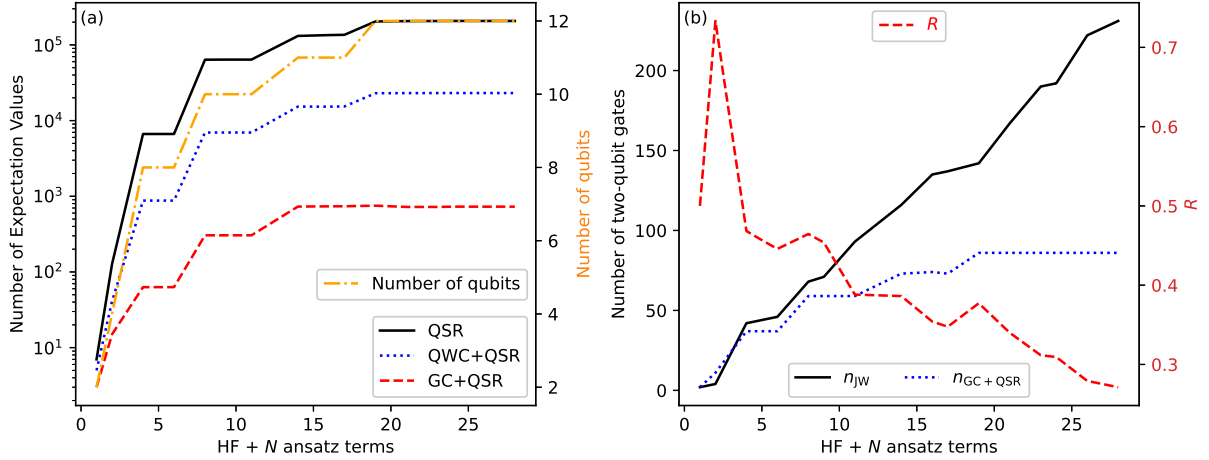 (a)
Number of Expectation Values
10^5
10^4
10^3
10^2
10^1
0 5 10 15 20 25
HF + N ansatz terms
12
10
8
6
4
2
Number of qubits
Number of qubits
QSR
QWC+QSR
GC+QSR
(b)
Number of two-qubit gates
200
150
100
50
0
0 5 10 15 20 25
HF + N ansatz terms
R
0.7
0.6
0.5
0.4
0.3
R
n_JW n_GC+QSR